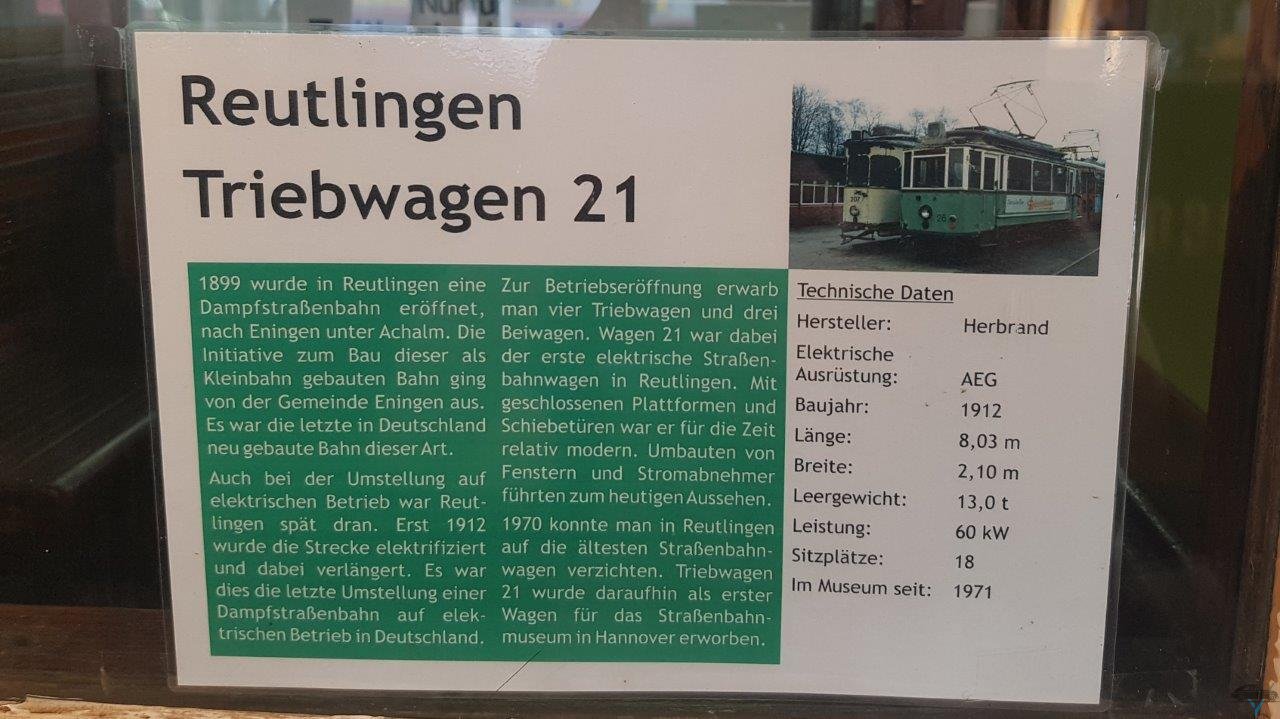 Reutlingen
Triebwagen 21
1899 wurde in Reutlingen eine
Dampfstraßenbahn eröffnet,
nach Eningen unter Achalm. Die
Initiative zum Bau dieser als
Kleinbahn gebauten Bahn ging
von der Gemeinde Eningen aus.
Es war die letzte in Deutschland
neu gebaute Bahn dieser Art.
Auch bei der Umstellung auf
elektrischen Betrieb war Reut-
lingen spät dran. Erst 1912
wurde die Strecke elektrifiziert
und dabei verlängert. Es war
dies die letzte Umstellung einer
Dampfstraßenbahn auf elek-
trischen Betrieb in Deutschland.
Zur Betriebseröffnung erwarb
man vier Triebwagen und drei
Beiwagen. Wagen 21 war dabei
der erste elektrische Straßen-
bahnwagen in Reutlingen. Mit
geschlossenen Plattformen und
Schiebetüren war er für die Zeit
relativ modern. Umbauten von
Fenstern und Stromabnehmer
führten zum heutigen Aussehen.
1970 konnte man in Reutlingen
auf die ältesten Straßenbahn-
wagen verzichten. Triebwagen
21 wurde daraufhin als erster
Wagen für das Straßenbahn-
museum in Hannover erworben.
207
26
Technische Daten
Hersteller: Herbrand
Elektrische
Ausrüstung: AEG
Baujahr: 1912
Länge: 8,03 m
Breite: 2,10 m
Leergewicht: 13,0 t
Leistung: 60 kW
Sitzplätze: 18
Im Museum seit: 1971